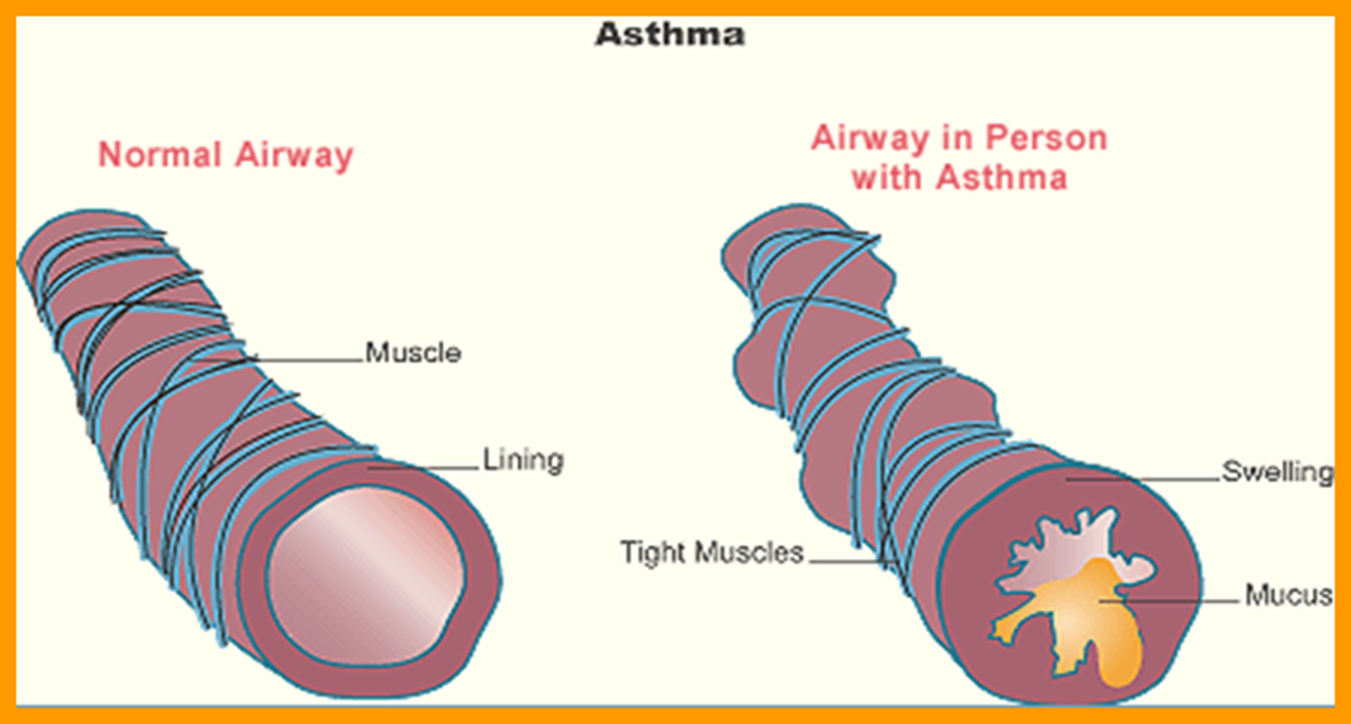 Asthma
Normal Airway
Airway in Person
with Asthma
Muscle
Lining
Swelling
Tight Muscles
Mucus